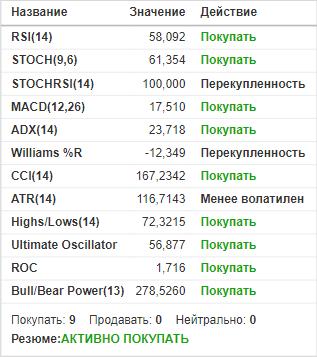 Название Значение Действие
RSI(14) 58,092 Покупать
STOCH(9,6) 61,354 Покупать
STOCHRSI(14) 100,000 Перекупленность
MACD(12,26) 17,510 Покупать
ADX(14) 23,718 Покупать
Williams %R -12,349 Перекупленность
CCI(14) 167,2342 Покупать
ATR(14) 116,7143 Менее волатилен
Highs/Lows(14) 72,3215 Покупать
Ultimate Oscillator 56,877 Покупать
ROC 1,716 Покупать
Bull/Bear Power(13) 278,5260 Покупать
Покупать: 9 Продавать: 0 Нейтрально: 0
Резюме:АКТИВНО ПОКУПАТЬ